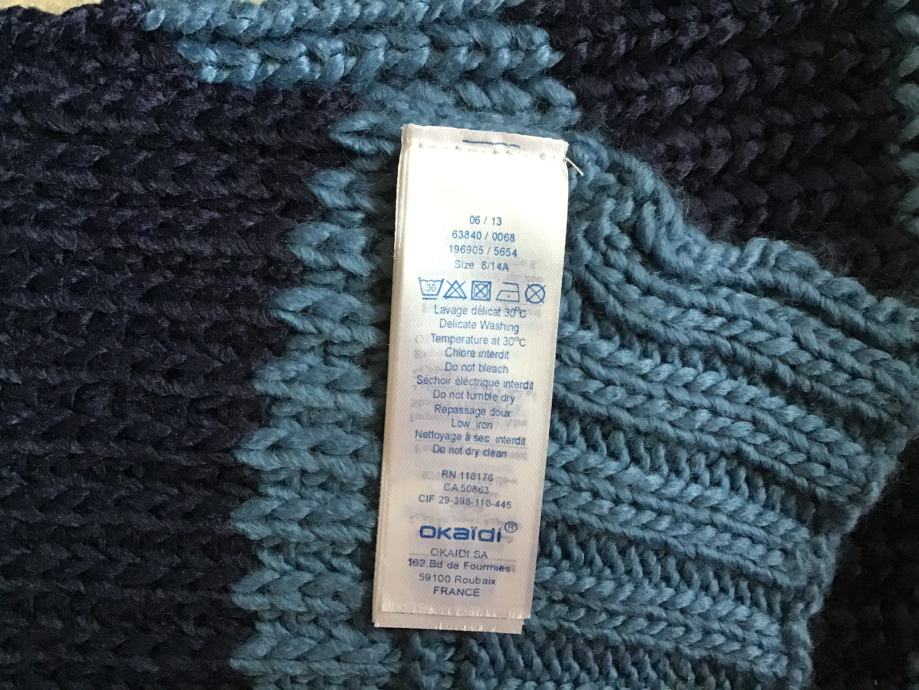 06 / 13
63840 / 0068
196905 / 5654
Size 8/14A
30
Lavage délicat 30°C
Delicate Washing
Temperature at 30°C
Chlore interdit
Do not bleach
Séchoir éléctrique interdit
Do not tumble dry
Repassage doux
Low iron
Nettoyage à sec interdit
Do not dry clean
RN 118176
CA 50863
CIF 29-398-110-445
OKAÏDI®
OKAIDI SA
162,Bd de Fourmies
59100 Roubaix
FRANCE